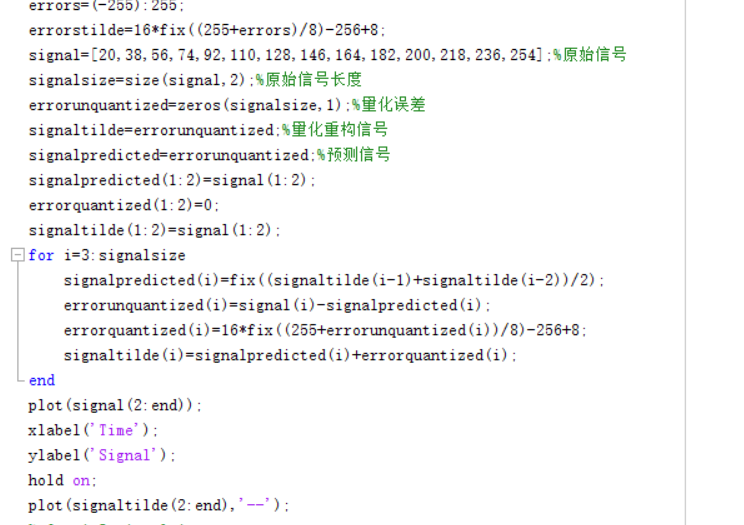 errors=(-255):255;
errorstilde=16*fix((255+errors)/8)-256+8;
signal=[20,38,56,74,92,110,128,146,164,182,200,218,236,254];%原始信号
signalsize=size(signal,2);%原始信号长度
errorunquantized=zeros(signalsize,1);%量化误差
signaltilde=errorunquantized;%量化重构信号
signalpredicted=errorunquantized;%预测信号
signalpredicted(1:2)=signal(1:2);
errorquantized(1:2)=0;
signaltilde(1:2)=signal(1:2);
for i=3:signalsize
signalpredicted(i)=fix((signaltilde(i-1)+signaltilde(i-2))/2);
errorunquantized(i)=signal(i)-signalpredicted(i);
errorquantized(i)=16*fix((255+errorunquantized(i))/8)-256+8;
signaltilde(i)=signalpredicted(i)+errorquantized(i);
end
plot(signal(2:end));
xlabel('Time');
ylabel('Signal');
hold on;
plot(signaltilde(2:end),'--');